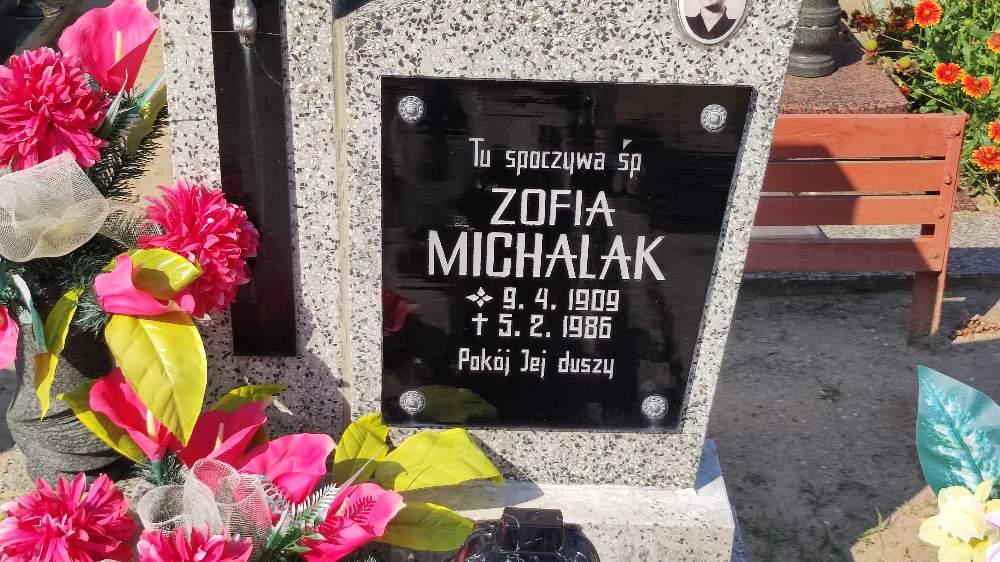 Tu spoczywa śp
ZOFIA
MICHALAK
9. 4. 1909
† 5. 2. 1986
Pokój Jej duszy